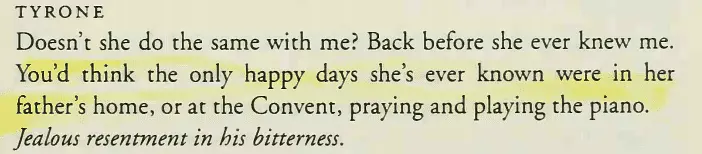 TYRONE
Doesn't she do the same with me? Back before she ever knew me.
You'd think the only happy days she's ever known were in her
father's home, or at the Convent, praying and playing the piano.
Jealous resentment in his bitterness.